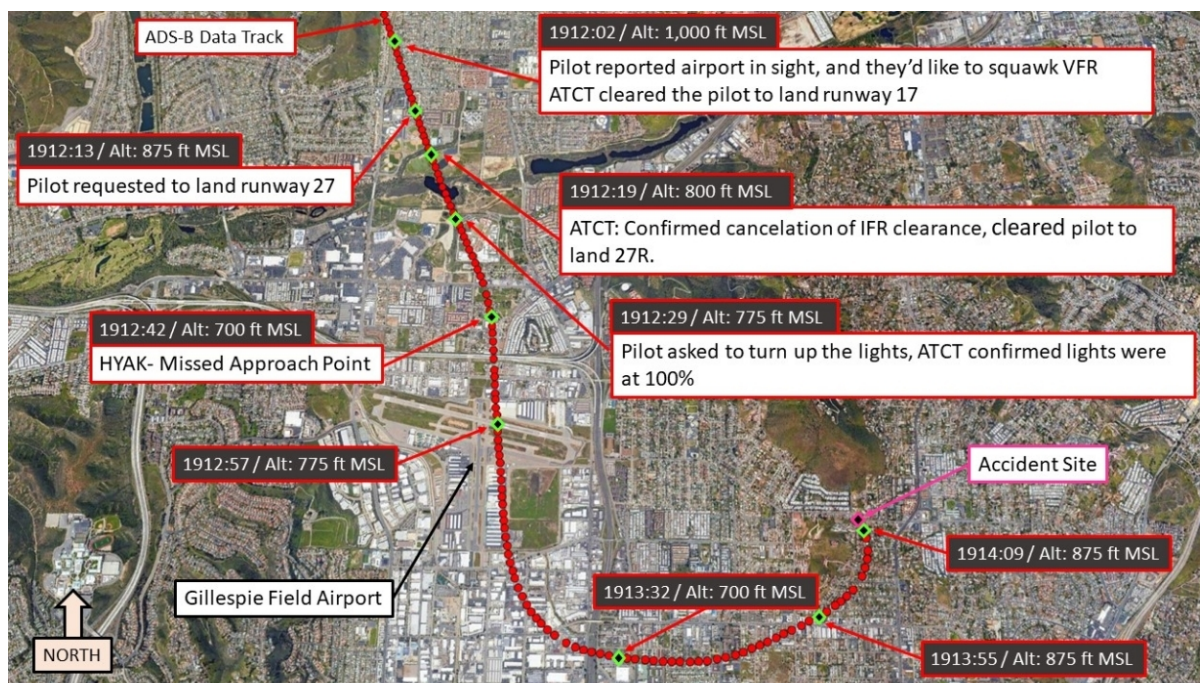 ADS-B Data Track
1912:02 / Alt: 1,000 ft MSL
Pilot reported airport in sight, and they'd like to squawk VFR
ATCT cleared the pilot to land runway 17
1912:13 / Alt: 875 ft MSL
Pilot requested to land runway 27
1912:19 / Alt: 800 ft MSL
ATCT: Confirmed cancelation of IFR clearance, cleared pilot to
land 27R.
1912:42 / Alt: 700 ft MSL
HYAK- Missed Approach Point
1912:29 / Alt: 775 ft MSL
Pilot asked to turn up the lights, ATCT confirmed lights were
at 100%
1912:57 / Alt: 775 ft MSL
Accident Site
1914:09 / Alt: 875 ft MSL
Gillespie Field Airport
1913:32 / Alt: 700 ft MSL
1913:55 / Alt: 875 ft MSL
NORTH